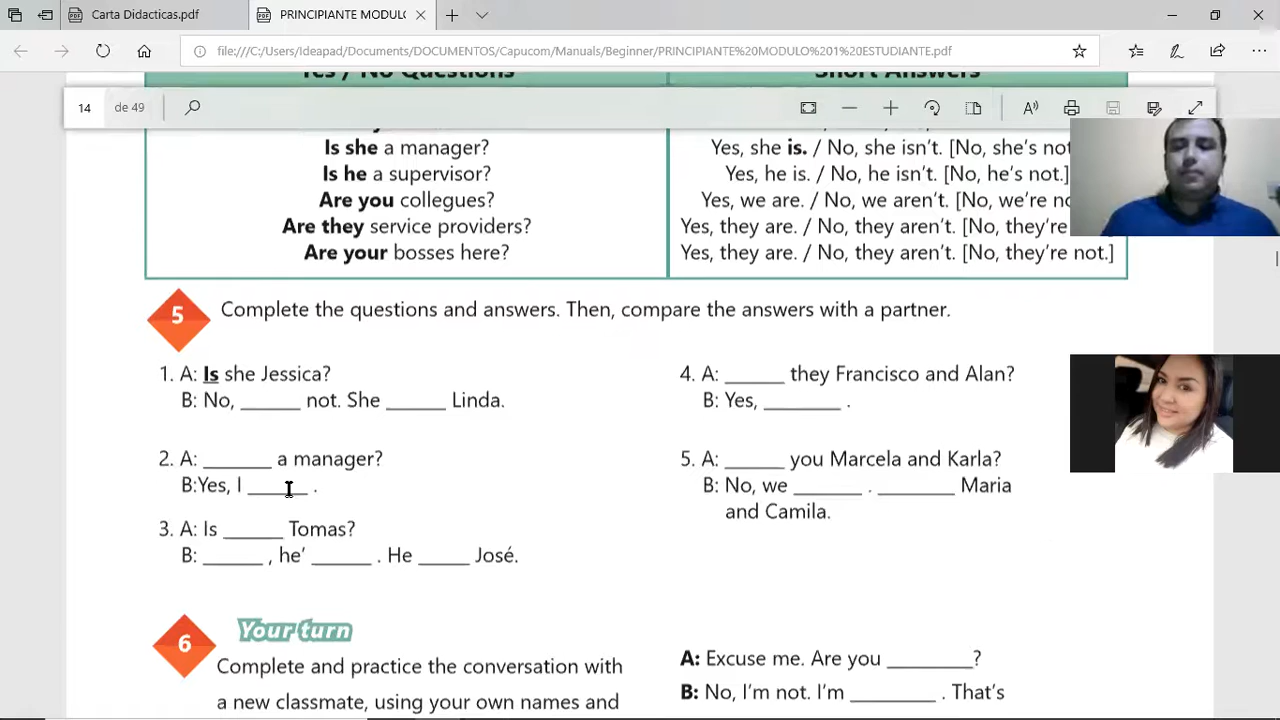 Carta Didacticas.pdf
PRINCIPIANTE MODULO
file:///C:/Users/Ideapad/Documents/DOCUMENTOS/Capucom/Manuals/Beginner/PRINCIPIANTE%20MODULO%201%20ESTUDIANTE.pdf
Yes / No Questions
Short Answers
14 de 49
Is she a manager?
Yes, she is. / No, she isn't. [No, she's not
Is he a supervisor?
Yes, he is. / No, he isn't. [No, he's not.]
Are you collegues?
Yes, we are. / No, we aren't. [No, we're no
Are they service providers?
Yes, they are. / No, they aren't. [No, they're
Are your bosses here?
Yes, they are. / No, they aren't. [No, they're not.]
5 Complete the questions and answers. Then, compare the answers with a partner.
1. A: Is she Jessica?
B: No, ______ not. She ______ Linda.
2. A: _______ a manager?
B:Yes, I ______ .
3. A: Is ______ Tomas?
B: ______ , he' ______ . He _____ José.
4. A: ______ they Francisco and Alan?
B: Yes, ________ .
5. A: ______ you Marcela and Karla?
B: No, we _______ . ________ Maria
and Camila.
6 Your turn
Complete and practice the conversation with
a new classmate, using your own names and
A: Excuse me. Are you _________?
B: No, I'm not. I'm _________ . That's